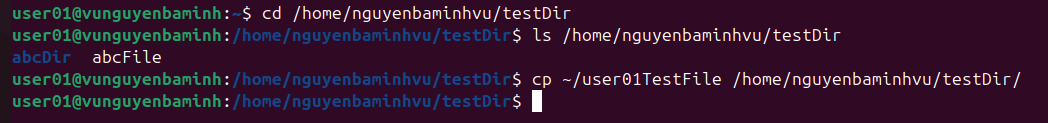 user01@vunguyenbaminh:~$ cd /home/nguyenbaminhvu/testDir
user01@vunguyenbaminh:/home/nguyenbaminhvu/testDir$ ls /home/nguyenbaminhvu/testDir
abcDir  abcFile
user01@vunguyenbaminh:/home/nguyenbaminhvu/testDir$ cp ~/user01TestFile /home/nguyenbaminhvu/testDir/
user01@vunguyenbaminh:/home/nguyenbaminhvu/testDir$